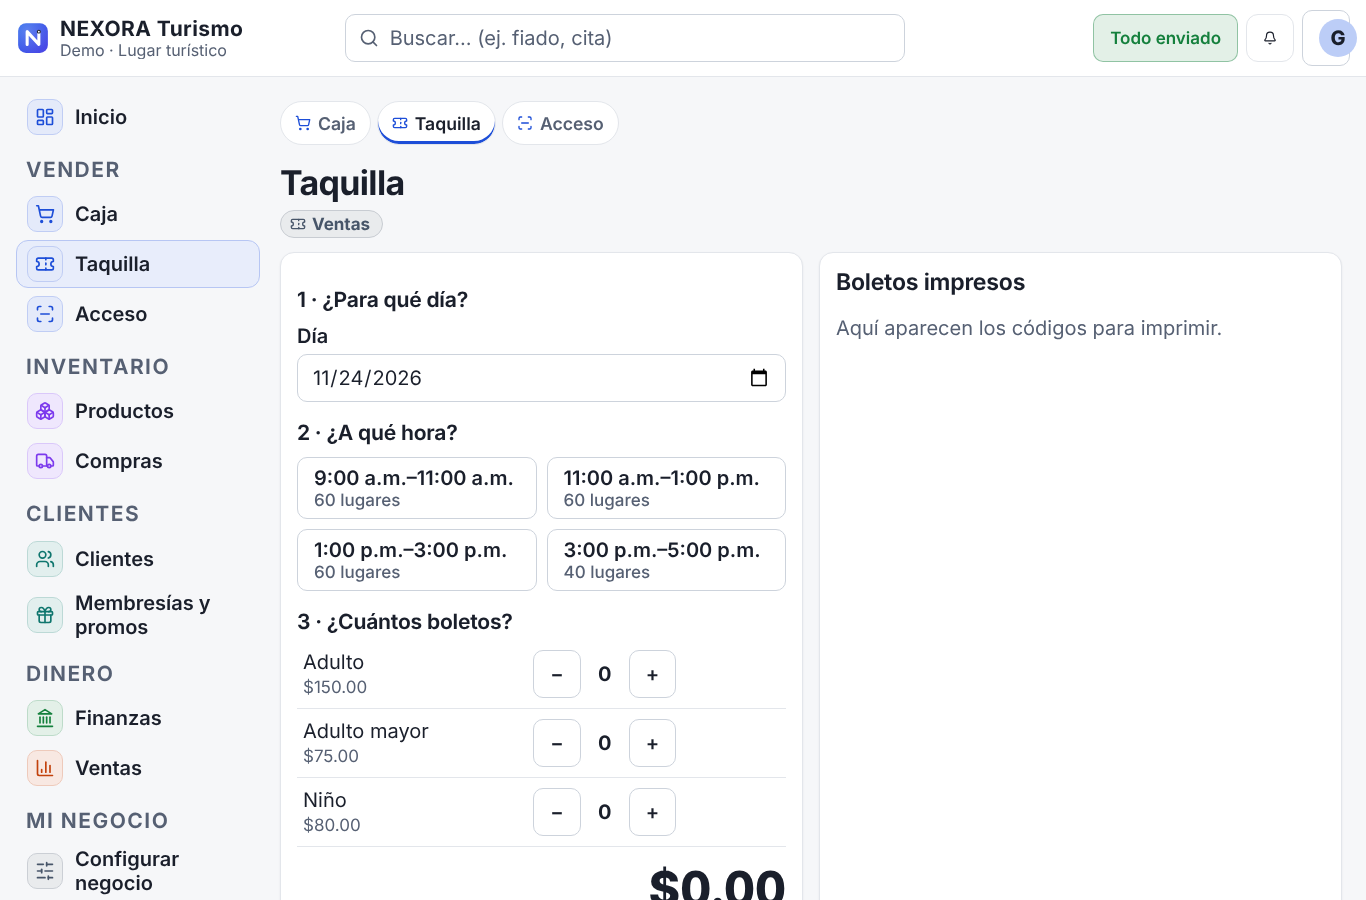 NEXORA Turismo
Demo · Lugar turístico
Buscar... (ej. fiado, cita)
Todo enviado
G
Inicio
VENDER
Caja
Taquilla
Acceso
INVENTARIO
Productos
Compras
CLIENTES
Clientes
Membresías y
promos
DINERO
Finanzas
Ventas
MI NEGOCIO
Configurar
negocio
Caja
Taquilla
Acceso
Taquilla
Ventas
1 · ¿Para qué día?
Día
11/24/2026
2 · ¿A qué hora?
9:00 a.m.–11:00 a.m.
60 lugares
11:00 a.m.–1:00 p.m.
60 lugares
1:00 p.m.–3:00 p.m.
60 lugares
3:00 p.m.–5:00 p.m.
40 lugares
3 · ¿Cuántos boletos?
Adulto
$150.00
– 0 +
Adulto mayor
$75.00
– 0 +
Niño
$80.00
– 0 +
$0.00
Boletos impresos
Aquí aparecen los códigos para imprimir.